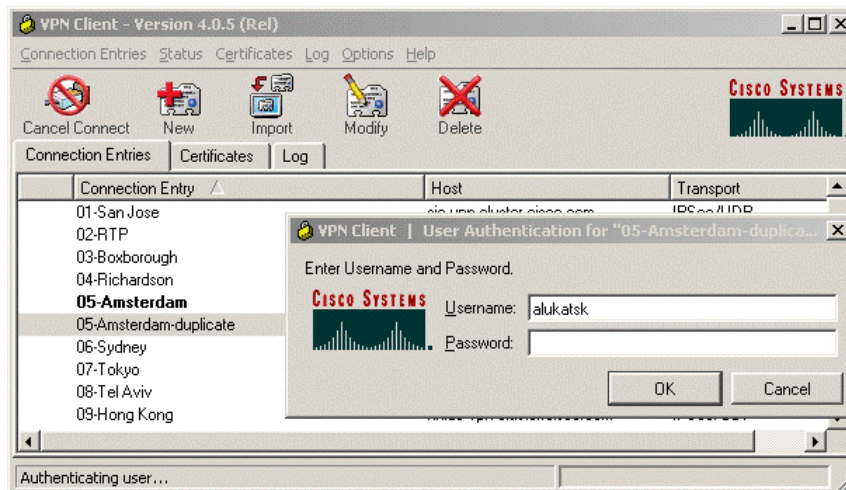 VPN Client - Version 4.0.5 (Rel)
Connection Entries Status Certificates Log Options Help
Cancel Connect New Import Modify Delete
CISCO SYSTEMS
Connection Entries Certificates Log
Connection Entry Host Transport
01-San Jose
02-RTP
03-Boxborough
04-Richardson
05-Amsterdam
05-Amsterdam-duplicate
06-Sydney
07-Tokyo
08-Tel Aviv
09-Hong Kong
VPN Client | User Authentication for "05-Amsterdam-duplica...
Enter Username and Password.
CISCO SYSTEMS
Username: alukatsk
Password:
OK Cancel
Authenticating user...